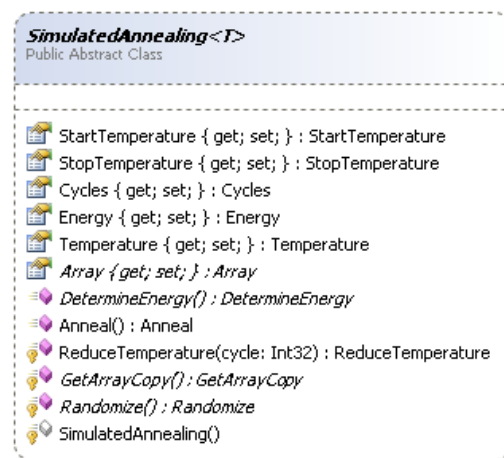 SimulatedAnnealing<T>
Public Abstract Class
StartTemperature { get; set; } : StartTemperature
StopTemperature { get; set; } : StopTemperature
Cycles { get; set; } : Cycles
Energy { get; set; } : Energy
Temperature { get; set; } : Temperature
Array { get; set; } : Array
DetermineEnergy() : DetermineEnergy
Anneal() : Anneal
ReduceTemperature(cycle: Int32) : ReduceTemperature
GetArrayCopy() : GetArrayCopy
Randomize() : Randomize
SimulatedAnnealing()